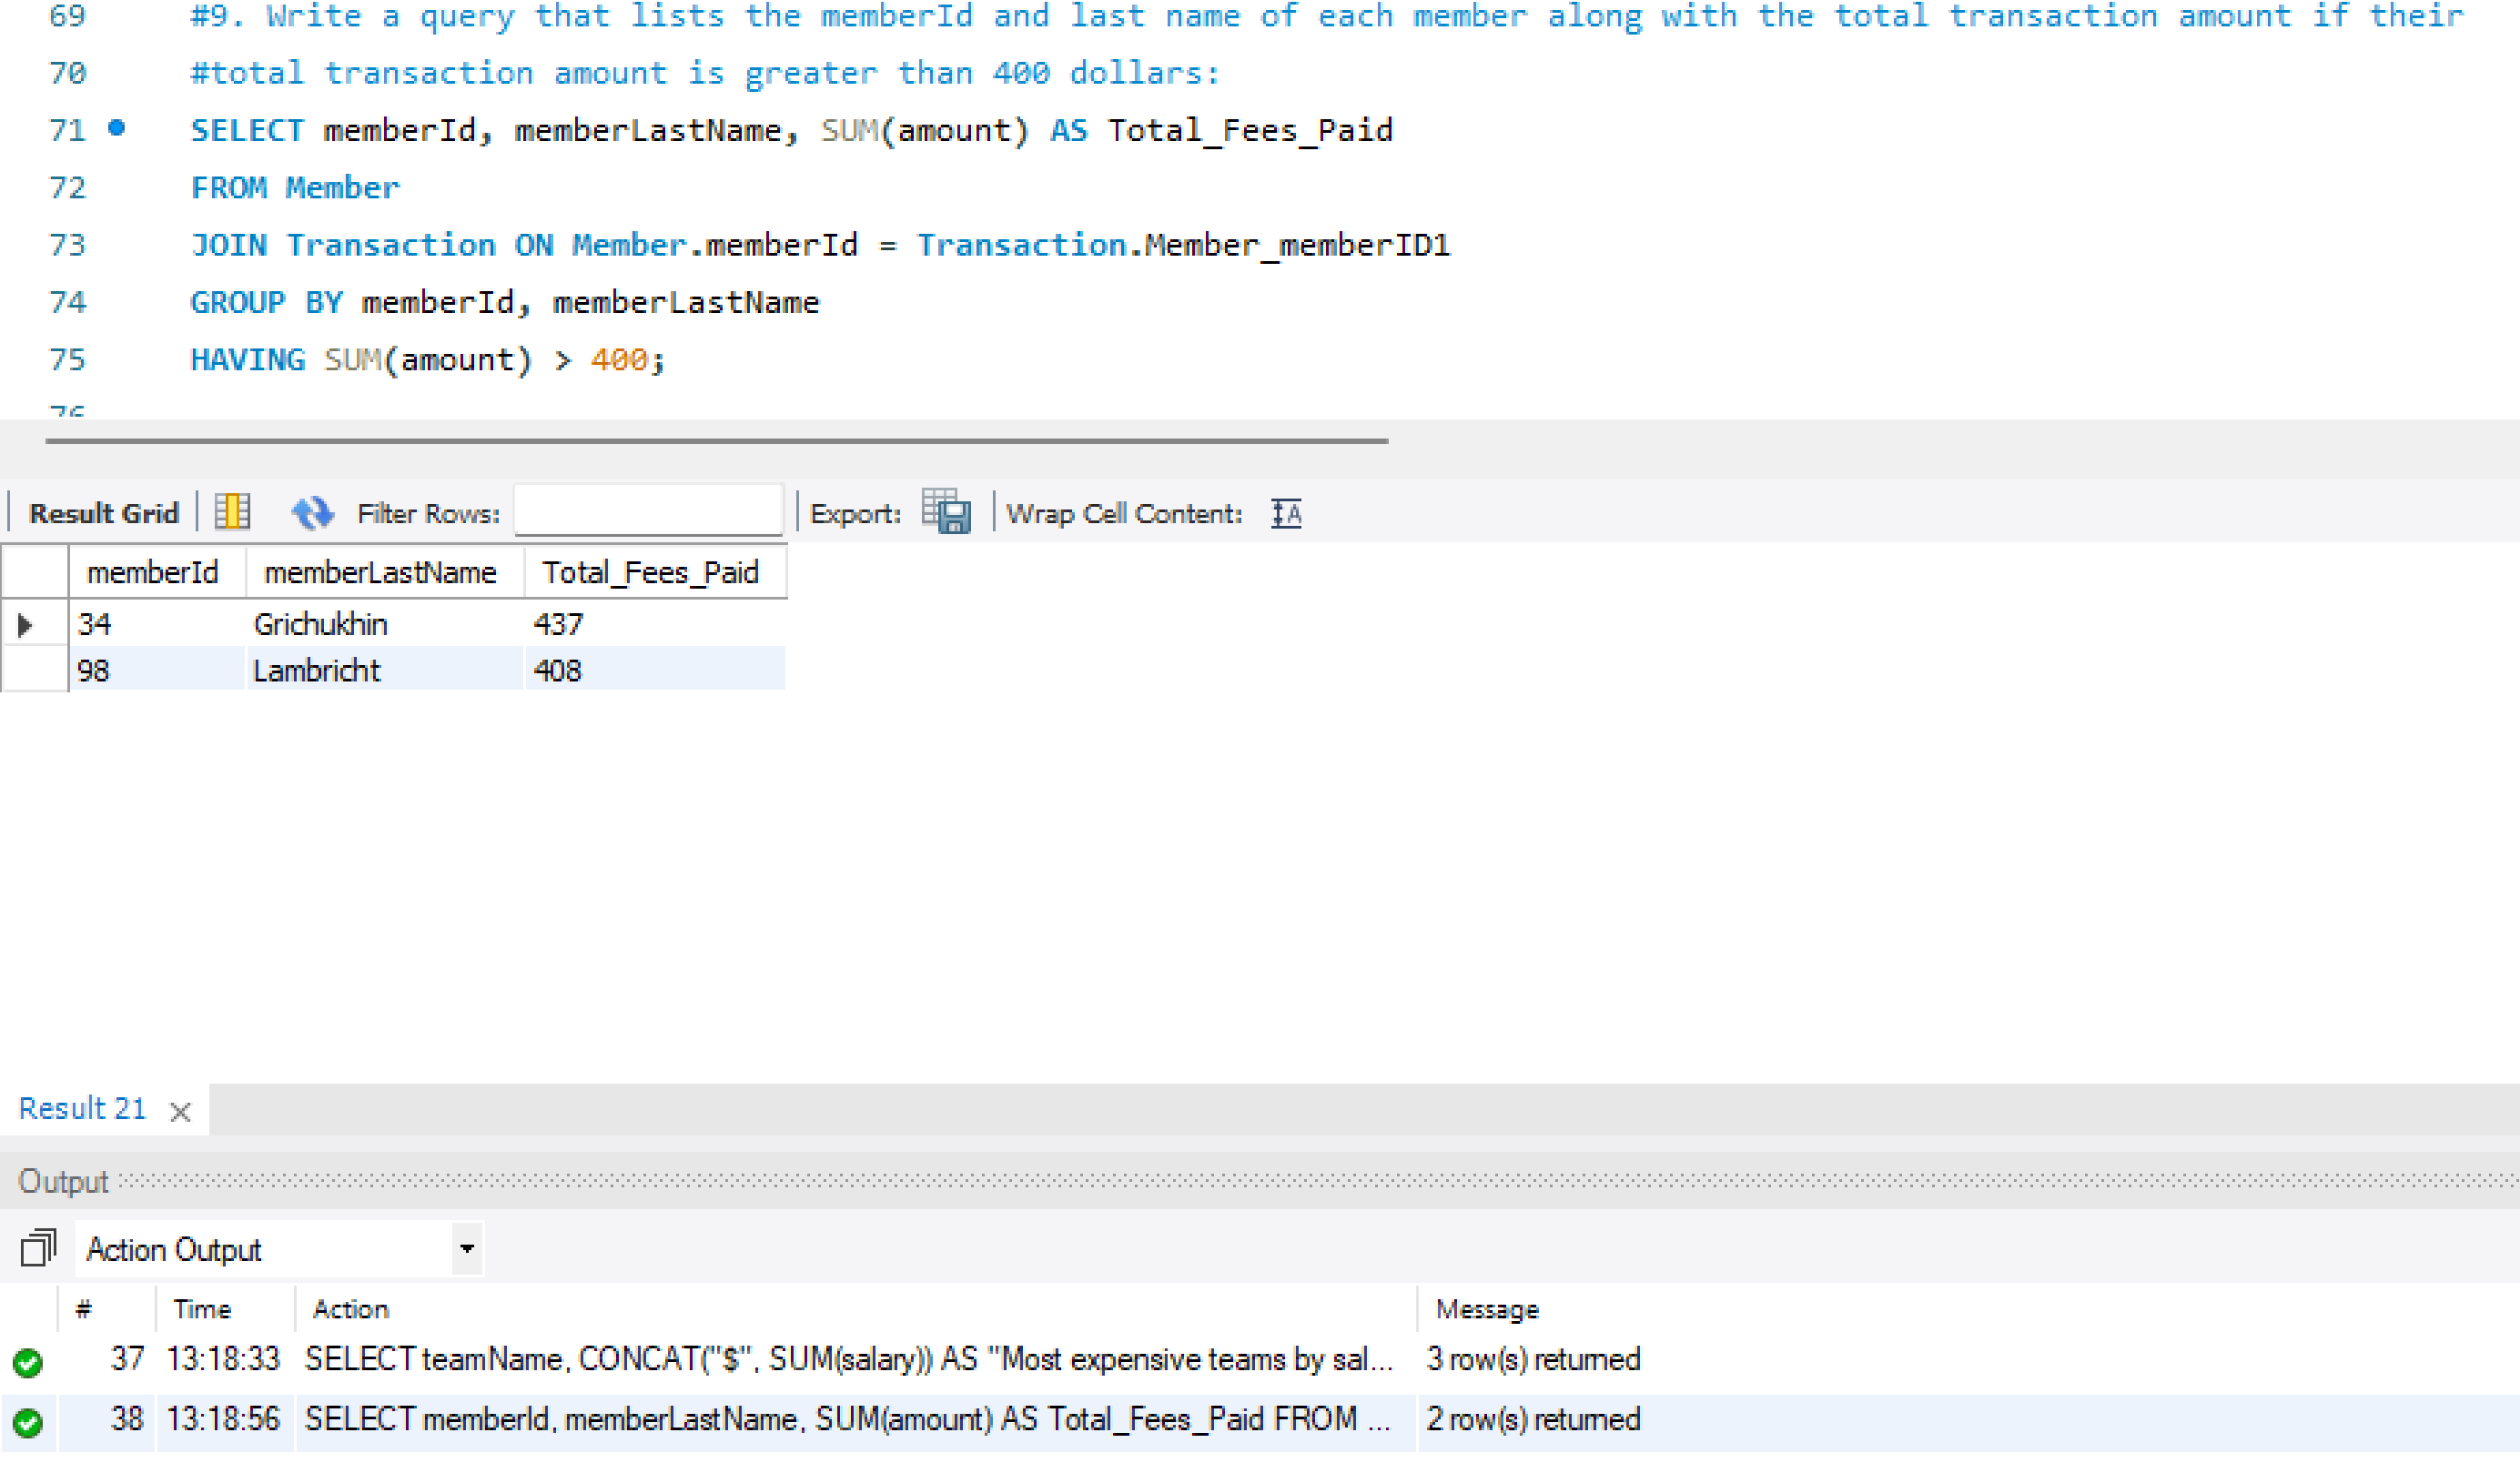 69 #9. Write a query that lists the memberId and last name of each member along with the total transaction amount if their
70 #total transaction amount is greater than 400 dollars:
71 SELECT memberId, memberLastName, SUM(amount) AS Total_Fees_Paid
72 FROM Member
73 JOIN Transaction ON Member.memberId = Transaction.Member_memberID1
74 GROUP BY memberId, memberLastName
75 HAVING SUM(amount) > 400;
76
Result Grid Filter Rows: Export: Wrap Cell Content: IA
memberId memberLastName Total_Fees_Paid
34 Grichukhin 437
98 Lambricht 408
Result 21 ×
Output
Action Output
# Time Action Message
37 13:18:33 SELECT teamName, CONCAT("$", SUM(salary)) AS "Most expensive teams by sal... 3 row(s) returned
38 13:18:56 SELECT memberId, memberLastName, SUM(amount) AS Total_Fees_Paid FROM ... 2 row(s) returned